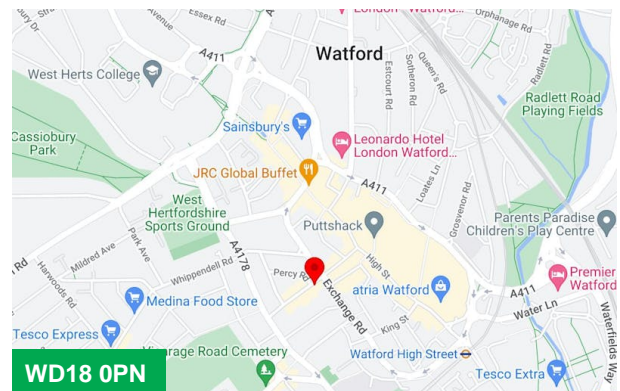 London Watford...
Orphanage Rd
Essex Rd
A411
Watford
Estcourt Rd
Sotheron Rd
Queen's Rd
Radlett Rd
West Herts College
Radlett Road
Playing Fields
Sainsbury's
Cassiobury
Park
Leonardo Hotel
London Watford...
JRC Global Buffet
A411
Loates Ln
Grosvenor Rd
West
Hertfordshire
Sports Ground
Park Ave
Mildred Ave
A4178
Puttshack
High St
Parents Paradise
Children's Play Centre
Rd
Harwoods Rd
Whippendell Rd
Percy Rd
Exchange Rd
atria Watford
Premier
Watford
A411
Water Ln
Medina Food Store
King St
Waterfields Way
Tesco Express
Vicarage Road Cemetery
Watford High Street
Tesco Extra
WD18 0PN